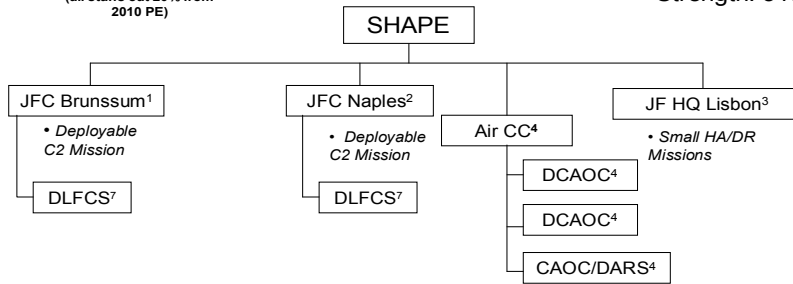 2010 PE)
SHAPE
JFC Brunssum1
JFC Naples2
Air CC4
JF HQ Lisbon3
• Deployable
C2 Mission
• Deployable
C2 Mission
• Small HA/DR
Missions
DLFCS7
DLFCS7
DCAOC4
DCAOC4
CAOC/DARS4